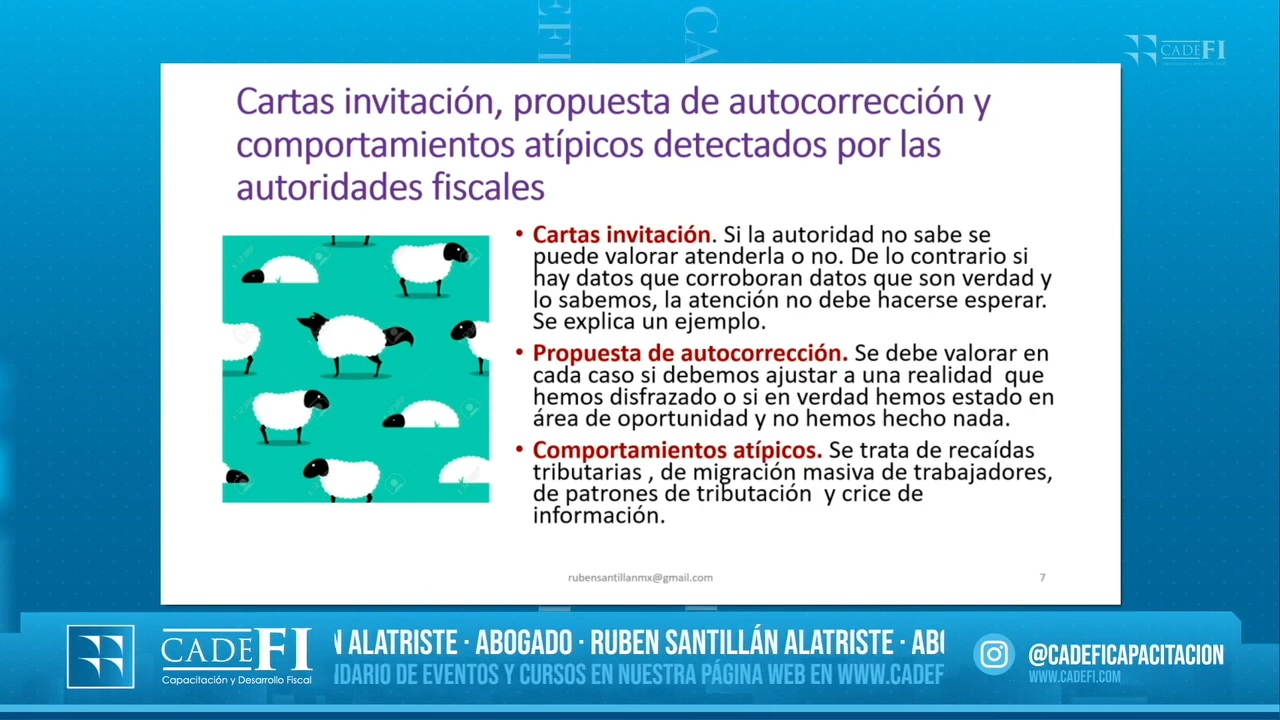 EFI
CA
CADEFI
Cartas invitación, propuesta de autocorrección y
comportamientos atípicos detectados por las
autoridades fiscales
• Cartas invitación. Si la autoridad no sabe se
puede valorar atenderla o no. De lo contrario si
hay datos que corroboran datos que son verdad y
lo sabemos, la atención no debe hacerse esperar.
Se explica un ejemplo.
• Propuesta de autocorrección. Se debe valorar en
cada caso si debemos ajustar a una realidad que
hemos disfrazado o si en verdad hemos estado en
área de oportunidad y no hemos hecho nada.
• Comportamientos atípicos. Se trata de recaídas
tributarias , de migración masiva de trabajadores,
de patrones de tributación y crice de
información.
rubensantillanmx@gmail.com
7
CADEFI
Capacitación y Desarrollo Fiscal
N ALATRISTE · ABOGADO · RUBEN SANTILLÁN ALATRISTE · ABO
NDARIO DE EVENTOS Y CURSOS EN NUESTRA PÁGINA WEB EN WWW.CADEF
@CADEFICAPACITACION
WWW.CADEFI.COM